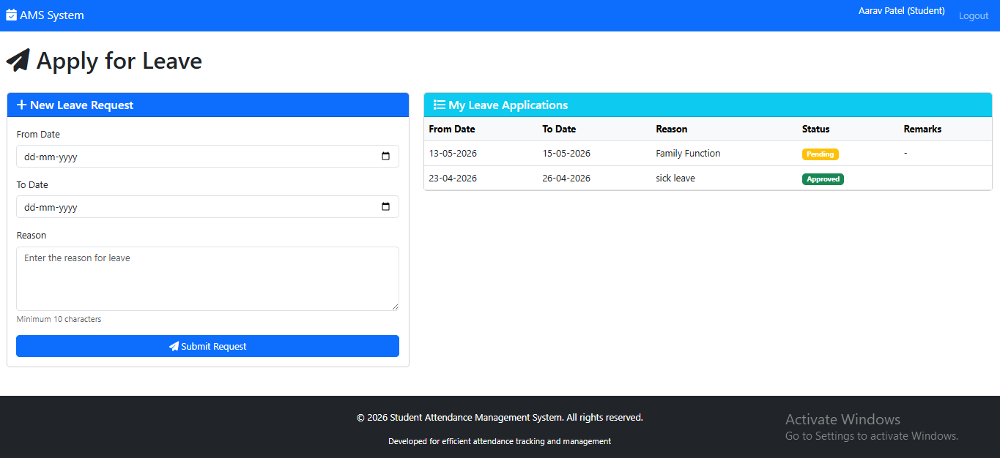 AMS System
Aarav Patel (Student)
Logout
Apply for Leave
New Leave Request
From Date
dd-mm-yyyy
To Date
dd-mm-yyyy
Reason
Enter the reason for leave
Minimum 10 characters
Submit Request
My Leave Applications
From Date To Date Reason Status Remarks
13-05-2026 15-05-2026 Family Function Pending -
23-04-2026 26-04-2026 sick leave Approved
© 2026 Student Attendance Management System. All rights reserved.
Developed for efficient attendance tracking and management
Activate Windows
Go to Settings to activate Windows.